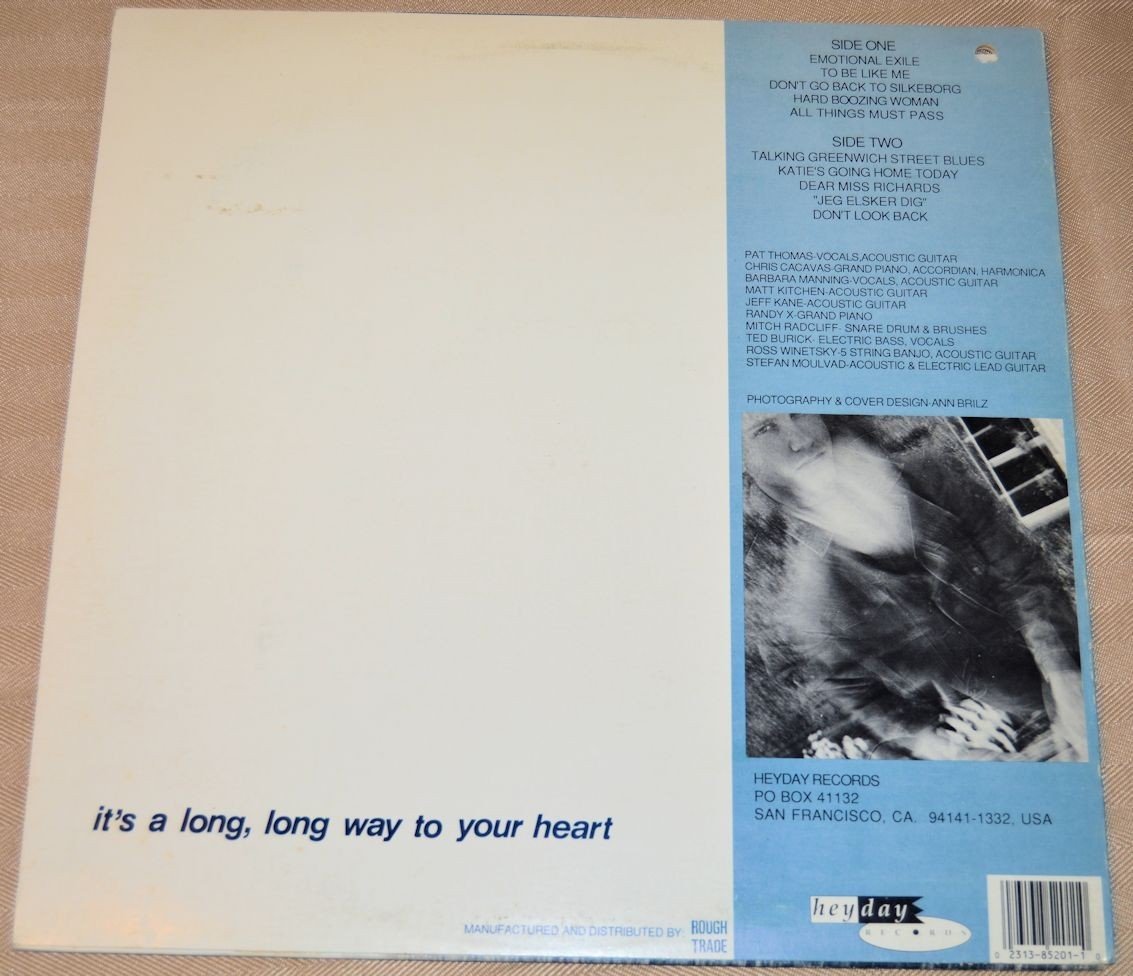 SIDE ONE
EMOTIONAL EXILE
TO BE LIKE ME
DON'T GO BACK TO SILKEBORG
HARD BOOZING WOMAN
ALL THINGS MUST PASS
SIDE TWO
TALKING GREENWICH STREET BLUES
KATIE'S GOING HOME TODAY
DEAR MISS RICHARDS
"JEG ELSKER DIG"
DON'T LOOK BACK
PAT THOMAS-VOCALS,ACOUSTIC GUITAR
CHRIS CACAVAS-GRAND PIANO, ACCORDIAN, HARMONICA
BARBARA MANNING-VOCALS, ACOUSTIC GUITAR
MATT KITCHEN-ACOUSTIC GUITAR
JEFF KANE-ACOUSTIC GUITAR
RANDY X-GRAND PIANO
MITCH RADCLIFF- SNARE DRUM & BRUSHES
TED BURICK- ELECTRIC BASS, VOCALS
ROSS WINETSKY-5 STRING BANJO, ACOUSTIC GUITAR
STEFAN MOULVAD-ACOUSTIC & ELECTRIC LEAD GUITAR
PHOTOGRAPHY & COVER DESIGN-ANN BRILZ
HEYDAY RECORDS
PO BOX 41132
SAN FRANCISCO, CA. 94141-1332, USA
it's a long, long way to your heart
MANUFACTURED AND DISTRIBUTED BY: ROUGH
TRADE
heyday
RECORDS
0 2313-85201-1 0